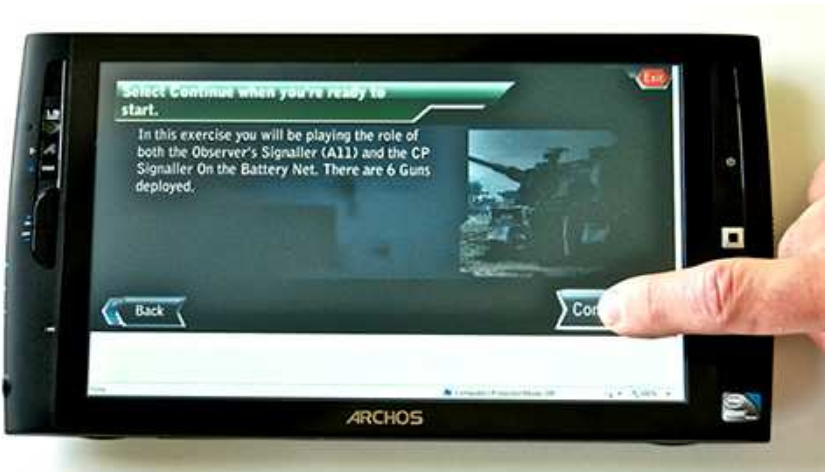 Select Continue when you're ready to
start.
Exit
In this exercise you will be playing the role of
both the Observer's Signaller (A11) and the CP
Signaller On the Battery Net. There are 6 Guns
deployed.
Back
Con
ARCHOS